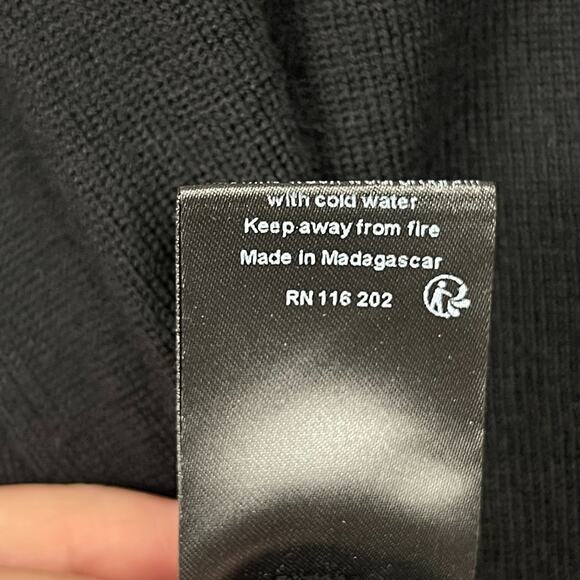 with cold water
Keep away from fire
Made in Madagascar
RN 116 202